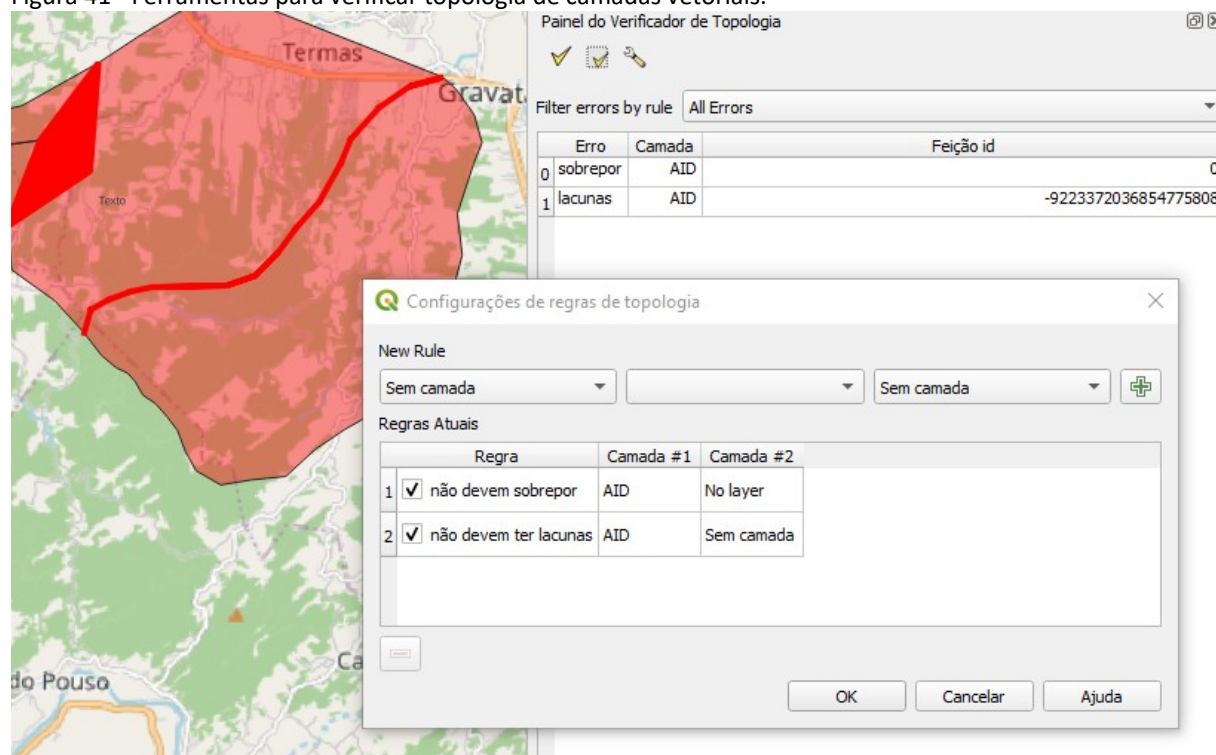 Figura 41 - Ferramentas para verificar topologia de camadas vetoriais.
Painel do Verificador de Topologia
Termas
Gravat
Filter errors by rule All Errors
Erro Camada Feição id
0 sobrepor AID 0
1 lacunas AID -9223372036854775808
Texto
Configurações de regras de topologia
New Rule
Sem camada Sem camada
Regras Atuais
Regra Camada #1 Camada #2
1 não devem sobrepor AID No layer
2 não devem ter lacunas AID Sem camada
Ca
do Pouso
OK Cancelar Ajuda